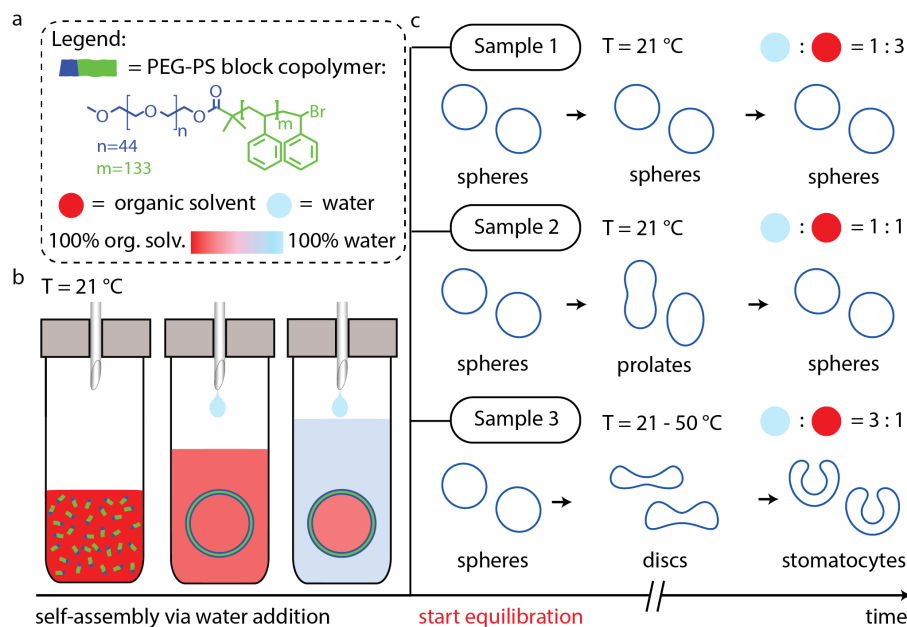 a
Legend:
= PEG-PS block copolymer:
O
O
O
O
n
m
Br
n=44
m=133
= organic solvent
= water
100% org. solv.
100% water
b
T = 21 °C
self-assembly via water addition
c
Sample 1
T = 21 °C
: = 1 : 3
spheres
spheres
spheres
Sample 2
T = 21 °C
: = 1 : 1
spheres
prolates
spheres
Sample 3
T = 21 - 50 °C
: = 3 : 1
spheres
discs
stomatocytes
start equilibration
time